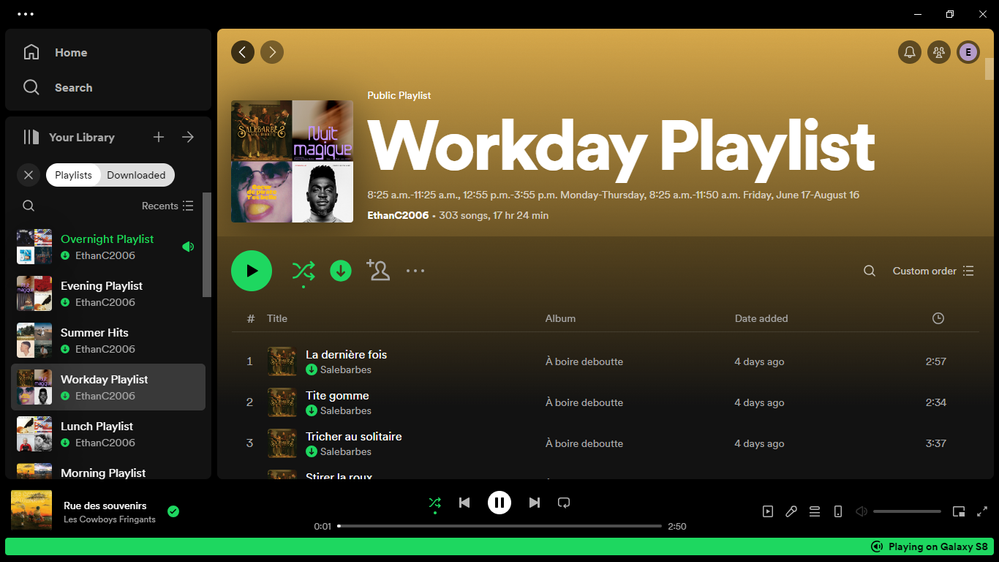 Home
Search
Your Library
Playlists
Downloaded
Recents
Overnight Playlist
EthanC2006
Evening Playlist
EthanC2006
Summer Hits
EthanC2006
Workday Playlist
EthanC2006
Lunch Playlist
EthanC2006
Morning Playlist
E
Public Playlist
SALEBARBES
Nuit
magique
Workday Playlist
8:25 a.m.-11:25 a.m., 12:55 p.m.-3:55 p.m. Monday-Thursday, 8:25 a.m.-11:50 a.m. Friday, June 17-August 16
EthanC2006 • 303 songs, 17 hr 24 min
Custom order
# Title Album Date added
1 La dernière fois À boire deboutte 4 days ago 2:57
Salebarbes
2 Tite gomme À boire deboutte 4 days ago 2:34
Salebarbes
3 Tricher au solitaire À boire deboutte 4 days ago 3:37
Salebarbes
Stirer la roux
Rue des souvenirs
Les Cowboys Fringants
0:01
2:50
Playing on Galaxy S8